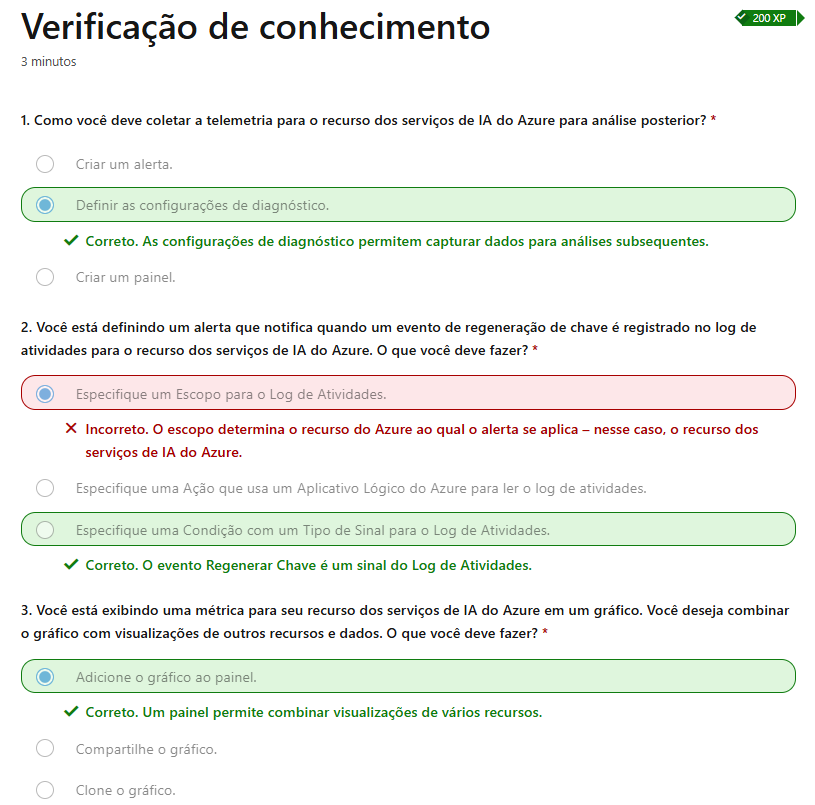 Verificação de conhecimento
200 XP
3 minutos
1. Como você deve coletar a telemetria para o recurso dos serviços de IA do Azure para análise posterior? *
Criar um alerta.
Definir as configurações de diagnóstico.
Correto. As configurações de diagnóstico permitem capturar dados para análises subsequentes.
Criar um painel.
2. Você está definindo um alerta que notifica quando um evento de regeneração de chave é registrado no log de
atividades para o recurso dos serviços de IA do Azure. O que você deve fazer? *
Especifique um Escopo para o Log de Atividades.
Incorreto. O escopo determina o recurso do Azure ao qual o alerta se aplica – nesse caso, o recurso dos
serviços de IA do Azure.
Especifique uma Ação que usa um Aplicativo Lógico do Azure para ler o log de atividades.
Especifique uma Condição com um Tipo de Sinal para o Log de Atividades.
Correto. O evento Regenerar Chave é um sinal do Log de Atividades.
3. Você está exibindo uma métrica para seu recurso dos serviços de IA do Azure em um gráfico. Você deseja combinar
o gráfico com visualizações de outros recursos e dados. O que você deve fazer? *
Adicione o gráfico ao painel.
Correto. Um painel permite combinar visualizações de vários recursos.
Compartilhe o gráfico.
Clone o gráfico.